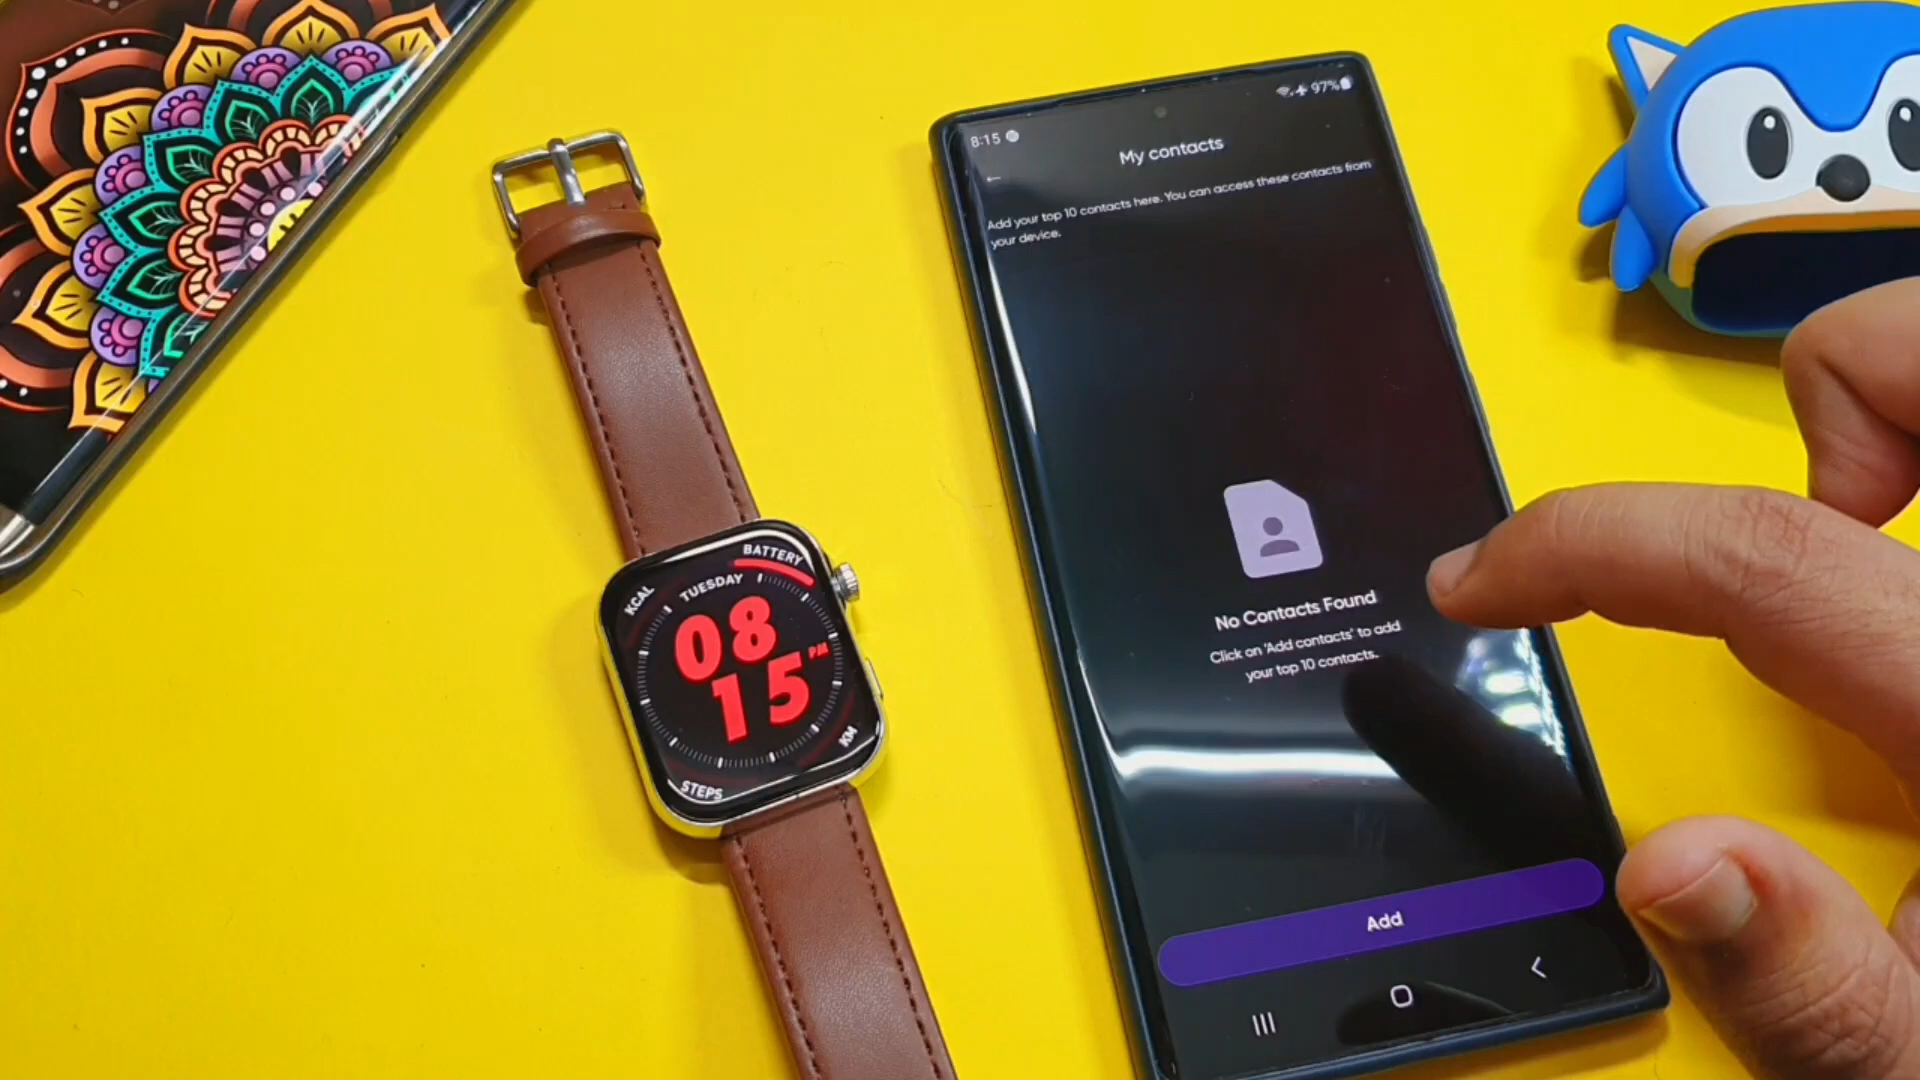 BATTERY
KCAL
TUESDAY
08
PM
15
KM
STEPS
8:15
97%
My contacts
Add your top 10 contacts here. You can access these contacts from
your device.
No Contacts Found
Click on 'Add contacts' to add
your top 10 contacts.
Add